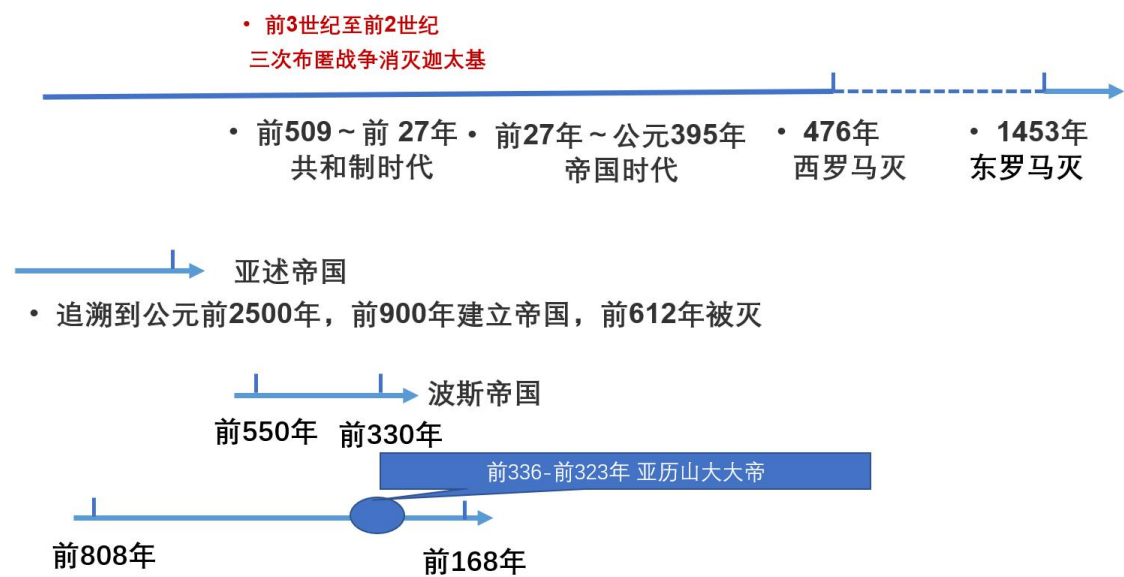 • 前3世纪至前2世纪
三次布匿战争消灭迦太基
• 前509～前 27年
共和制时代
• 前27年～公元395年
帝国时代
• 476年
西罗马灭
• 1453年
东罗马灭
亚述帝国
• 追溯到公元前2500年，前900年建立帝国，前612年被灭
波斯帝国
前550年
前330年
前336-前323年 亚历山大大帝
前808年
前168年